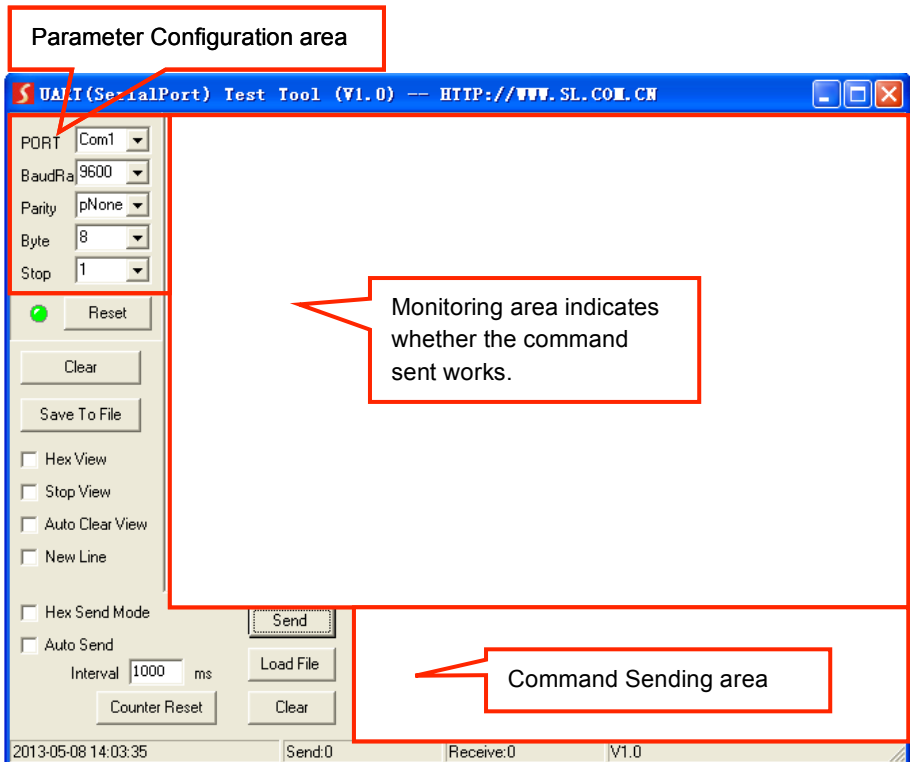 Parameter Configuration area
UART(SerialPort) Test Tool (V1.0) -- HTTP://WWW.SL.COM.CN
PORT Com1
BaudRa 9600
Parity pNone
Byte 8
Stop 1
Reset
Monitoring area indicates
whether the command
sent works.
Clear
Save To File
Hex View
Stop View
Auto Clear View
New Line
Hex Send Mode
Send
Auto Send
Interval 1000 ms
Load File
Command Sending area
Counter Reset
Clear
2013-05-08 14:03:35 Send:0 Receive:0 V1.0